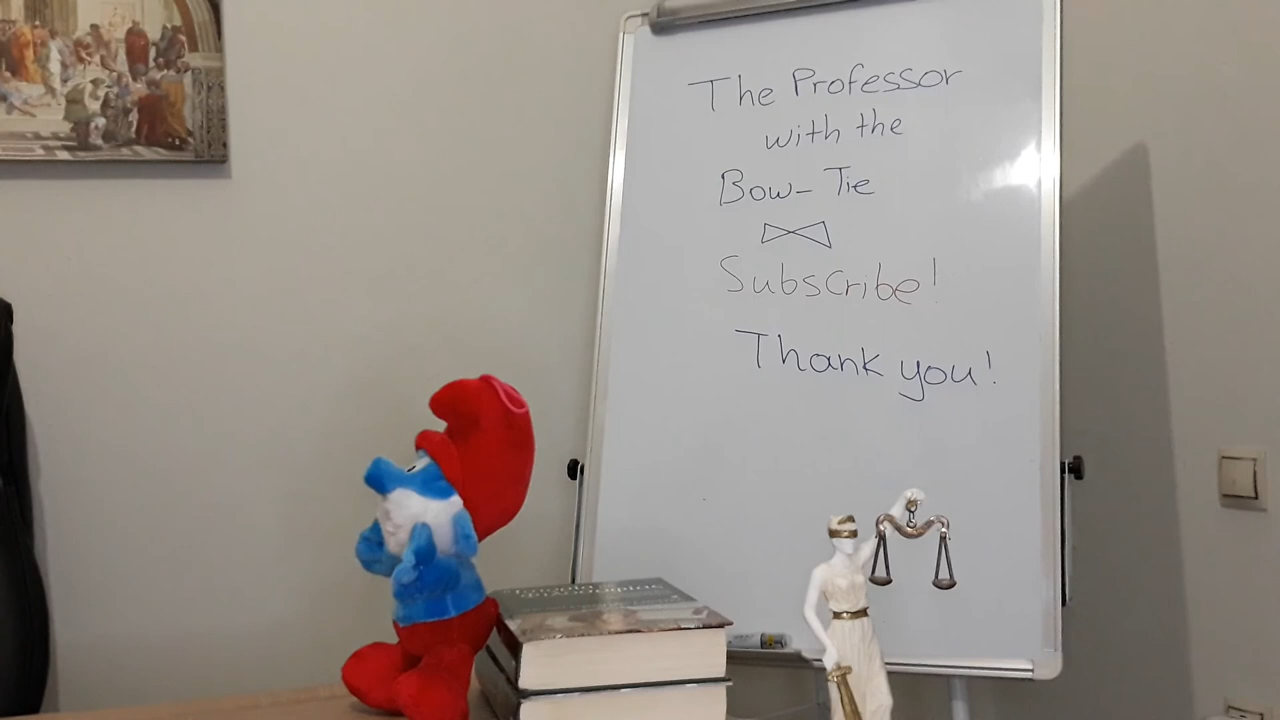 The Professor
with the
Bow-Tie
Subscribe!
Thank you!